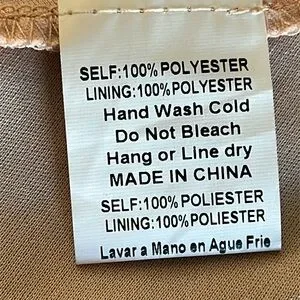 SELF:100% POLYESTER
LINING:100% POLYESTER
Hand Wash Cold
Do Not Bleach
Hang or Line dry
MADE IN CHINA
SELF:100% POLIESTER
LINING:100% POLIESTER
Lavar a Mano en Ague Frie